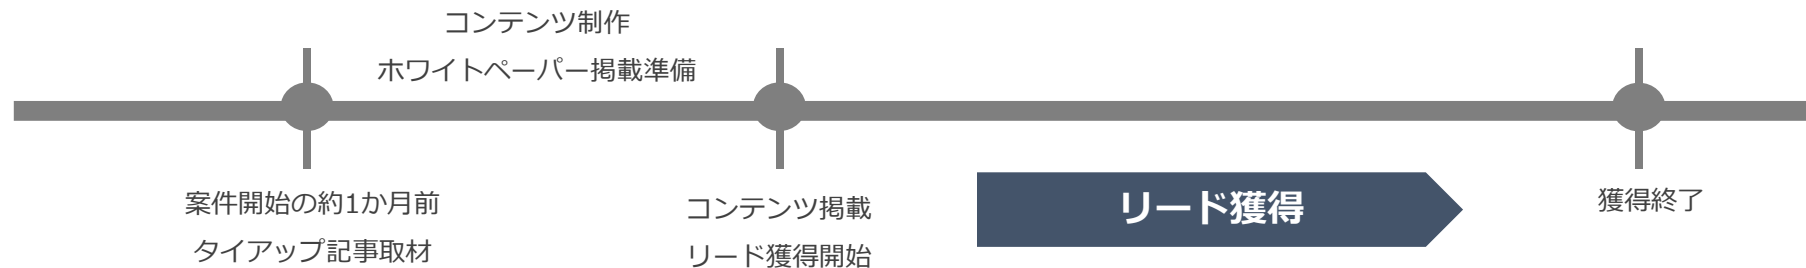 コンテンツ制作
ホワイトペーパー掲載準備
案件開始の約1か月前
タイアップ記事取材
コンテンツ掲載
リード獲得開始
リード獲得
獲得終了